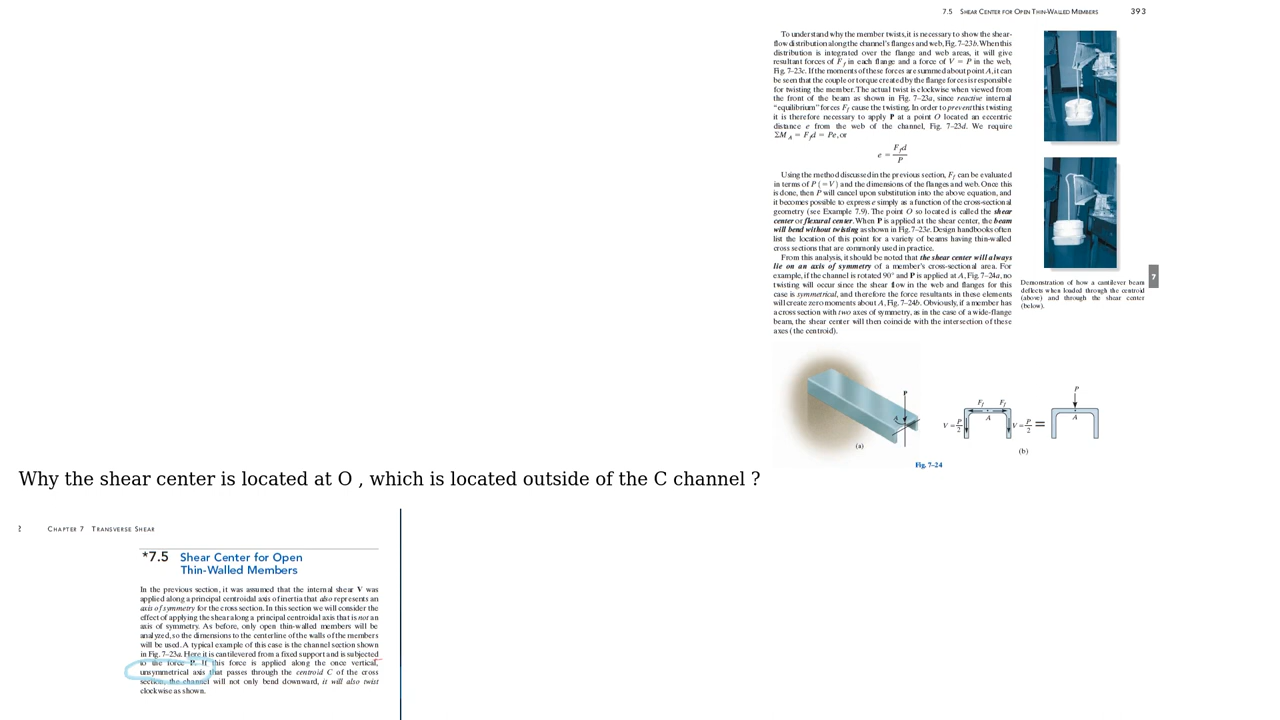 7.5 SHEAR CENTER FOR OPEN THIN-WALLED MEMBERS 393
To understand why the member twists, it is necessary to show the shear-
flow distribution along the channel's flanges and web, Fig. 7–23b. When this
distribution is integrated over the flange and web areas, it will give
resultant forces of F_f in each flange and a force of V = P in the web,
Fig. 7–23c. If the moments of these forces are summed about point A, it can
be seen that the couple or torque created by the flange forces is responsible
for twisting the member. The actual twist is clockwise when viewed from
the front of the beam as shown in Fig. 7–23a, since reactive internal
"equilibrium" forces F_f cause the twisting. In order to prevent this twisting
it is therefore necessary to apply P at a point O located an eccentric
distance e from the web of the channel, Fig. 7–23d. We require
ΣM_A = F_f d = Pe, or
e = F_f d / P
Using the method discussed in the previous section, F_f can be evaluated
in terms of P (= V) and the dimensions of the flanges and web. Once this
is done, then P will cancel upon substitution into the above equation, and
it becomes possible to express e simply as a function of the cross-sectional
geometry (see Example 7.9). The point O so located is called the shear
center or flexural center. When P is applied at the shear center, the beam
will bend without twisting as shown in Fig. 7–23e. Design handbooks often
list the location of this point for a variety of beams having thin-walled
cross sections that are commonly used in practice.
From this analysis, it should be noted that the shear center will always
lie on an axis of symmetry of a member's cross-sectional area. For
example, if the channel is rotated 90° and P is applied at A, Fig. 7–24a, no
twisting will occur since the shear flow in the web and flanges for this
case is symmetrical, and therefore the force resultants in these elements
will create zero moments about A, Fig. 7–24b. Obviously, if a member has
a cross section with two axes of symmetry, as in the case of a wide-flange
beam, the shear center will then coincide with the intersection of these
axes (the centroid).
7
Demonstration of how a cantilever beam
deflects when loaded through the centroid
(above) and through the shear center
(below).
P
A
(a)
F_f F_f
A
V = P/2
V = P/2
=
P
A
(b)
Fig. 7–24
Why the shear center is located at O , which is located outside of the C channel ?
2 CHAPTER 7 TRANSVERSE SHEAR
*7.5 Shear Center for Open
Thin-Walled Members
In the previous section, it was assumed that the internal shear V was
applied along a principal centroidal axis of inertia that also represents an
axis of symmetry for the cross section. In this section we will consider the
effect of applying the shear along a principal centroidal axis that is not an
axis of symmetry. As before, only open thin-walled members will be
analyzed, so the dimensions to the centerline of the walls of the members
will be used. A typical example of this case is the channel section shown
in Fig. 7–23a. Here it is cantilevered from a fixed support and is subjected
to the force P. If this force is applied along the once vertical,
unsymmetrical axis that passes through the centroid C of the cross
section, the channel will not only bend downward, it will also twist
clockwise as shown.